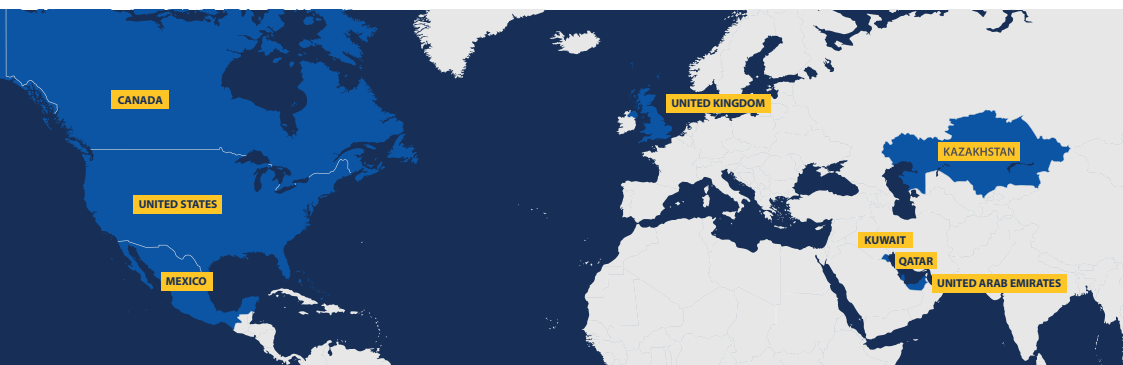 CANADA
UNITED KINGDOM
KAZAKHSTAN
UNITED STATES
KUWAIT
QATAR
MEXICO
UNITED ARAB EMIRATES